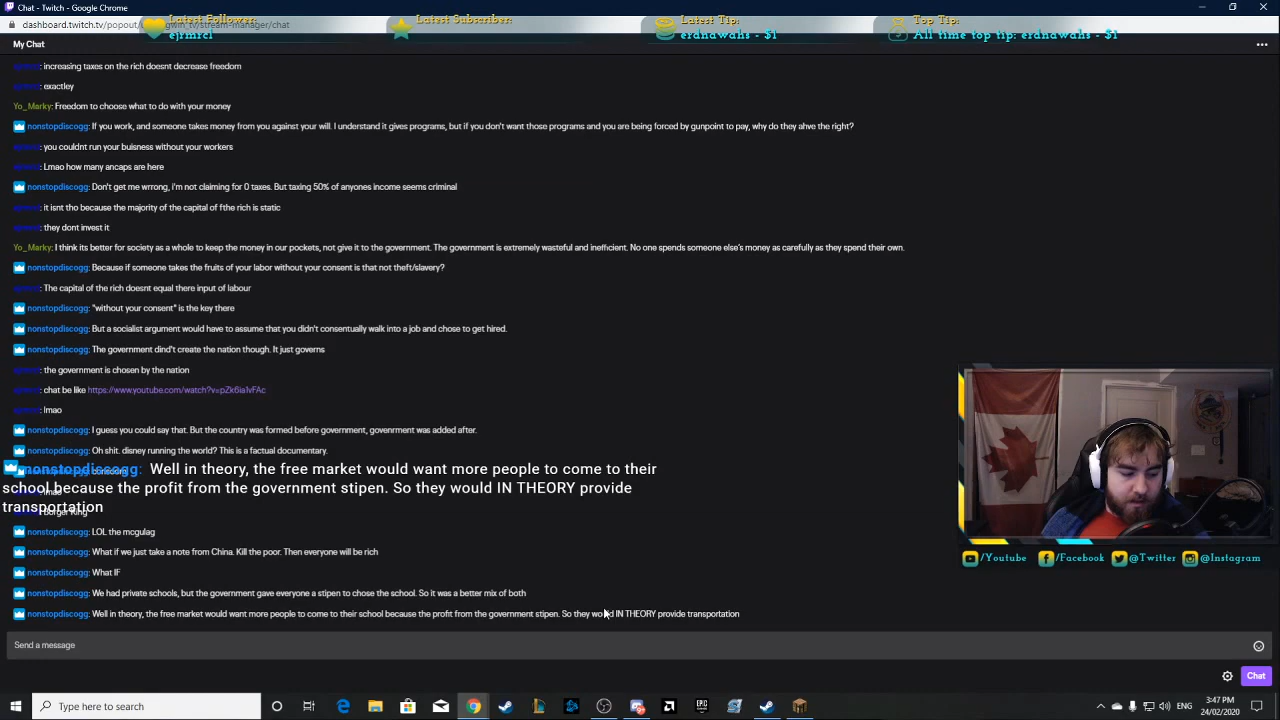 Chat - Twitch - Google Chrome
dashboard.twitch.tv/popout/
/stream-manager/chat
Latest Follower:
ejrmrcl
Latest Subscriber:
Latest Tip:
erdnawahs - $1
Top Tip:
All time top tip: erdnawahs - $1
My Chat
: increasing taxes on the rich doesnt decrease freedom
: exactley
Yo_Marky: Freedom to choose what to do with your money
nonstopdiscogg: If you work, and someone takes money from you against your will. I understand it gives programs, but if you don't want those programs and you are being forced by gunpoint to pay, why do they ahve the right?
: you couldnt run your buisness without your workers
: Lmao how many ancaps are here
nonstopdiscogg: Don't get me wrrong, i'm not claiming for 0 taxes. But taxing 50% of anyones income seems criminal
: it isnt tho because the majority of the capital of fthe rich is static
: they dont invest it
Yo_Marky: I think its better for society as a whole to keep the money in our pockets, not give it to the government. The government is extremely wasteful and inefficient. No one spends someone else's money as carefully as they spend their own.
nonstopdiscogg: Because if someone takes the fruits of your labor without your consent is that not theft/slavery?
: The capital of the rich doesnt equal there input of labour
nonstopdiscogg: "without your consent" is the key there
nonstopdiscogg: But a socialist argument would have to assume that you didn't consentually walk into a job and chose to get hired.
nonstopdiscogg: The government dind't create the nation though. It just governs
: the government is chosen by the nation
: chat be like https://www.youtube.com/watch?v=pZk6ia1vFAc
: lmao
nonstopdiscogg: I guess you could say that. But the country was formed before government, govenrment was added after.
nonstopdiscogg: Oh shit. disney running the world? This is a factual documentary.
nonstopdiscogg: Well in theory, the free market would want more people to come to their
school because the profit from the government stipen. So they would IN THEORY provide
transportation
: Borger King
nonstopdiscogg: LOL the mcgulag
nonstopdiscogg: What if we just take a note from China. Kill the poor. Then everyone will be rich
nonstopdiscogg: What IF
nonstopdiscogg: We had private schools, but the government gave everyone a stipen to chose the school. So it was a better mix of both
nonstopdiscogg: Well in theory, the free market would want more people to come to their school because the profit from the government stipen. So they would IN THEORY provide transportation
/Youtube /Facebook @Twitter @Instagram
Send a message
Chat
Type here to search
ENG
3:47 PM
24/02/2020